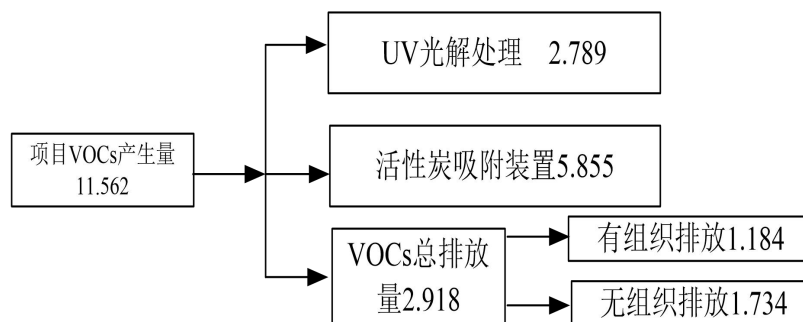 UV光解处理 2.789
项目VOCs产生量
11.562
活性炭吸附装置5.855
VOCs总排放
量2.918
有组织排放1.184
无组织排放1.734